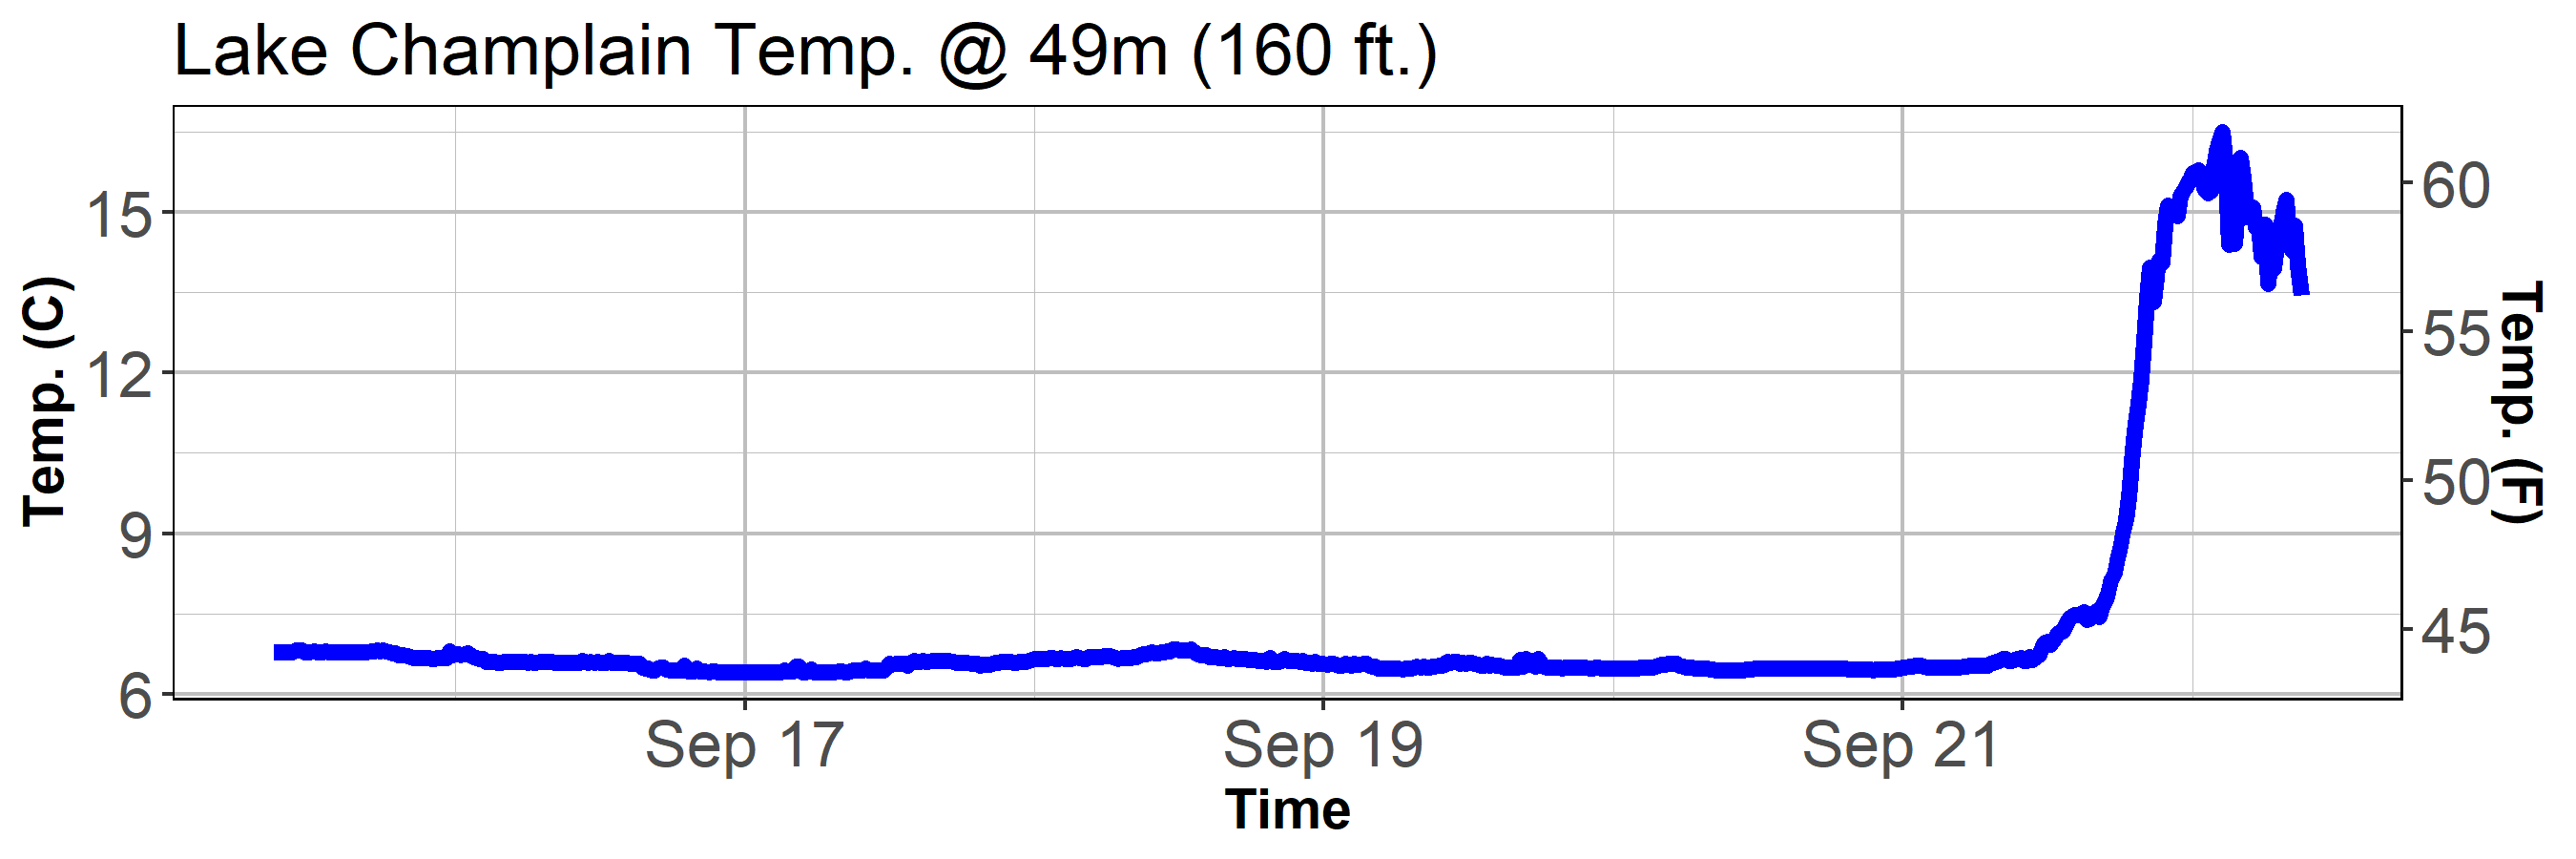 Lake Champlain Temp. @ 49m (160 ft.)
Temp. (C)
15
12
9
6
60
55
50
45
Temp. (F)
Sep 17
Sep 19
Sep 21
Time